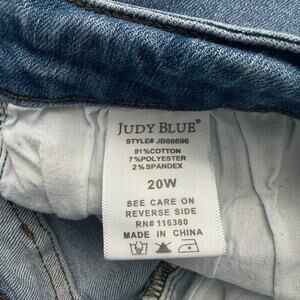 JUDY BLUE®
STYLE# JB88696
91%COTTON
7%POLYESTER
2%SPANDEX
20W
SEE CARE ON
REVERSE SIDE
RN# 116380
MADE IN CHINA